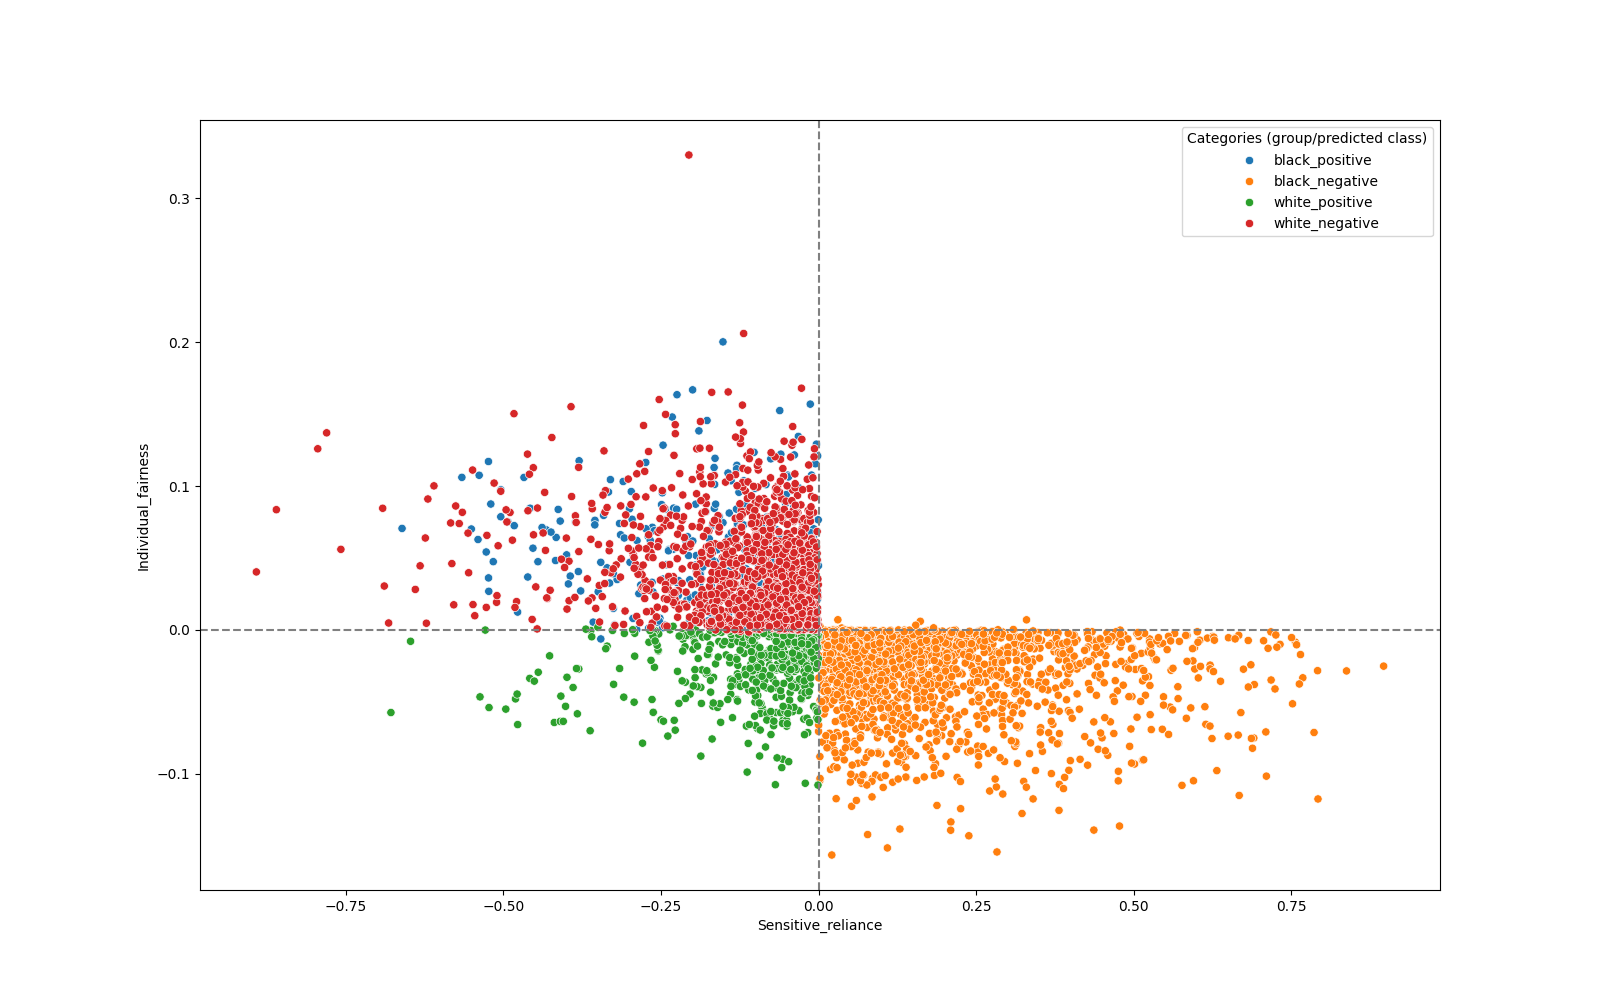 Categories (group/predicted class)
black_positive
black_negative
white_positive
white_negative
0.3
0.2
0.1
0.0
−0.1
Individual_fairness
−0.75
−0.50
−0.25
0.00
0.25
0.50
0.75
Sensitive_reliance